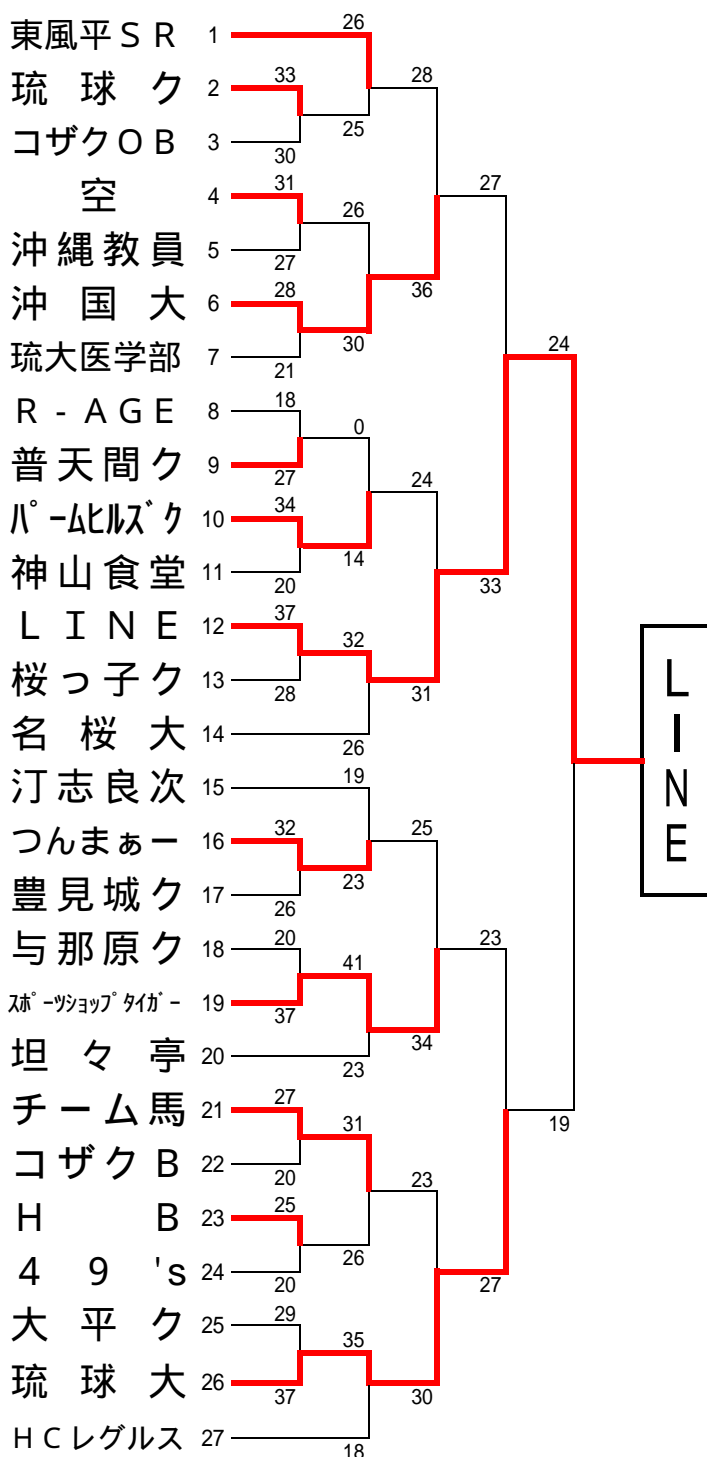 26
東風平ＳＲ 1
28
33
琉球ク 2
25
コザクＯＢ 3
30
31
空 4
27
26
沖縄教員 5
27
28
沖国大 6
36
30
琉大医学部 7
21
18
Ｒ-ＡＧＥ 8
24
0
普天間ク 9
27
24
34
パームヒルズク 10
14
神山食堂 11
20
33
37
ＬＩＮＥ 12
32
桜っ子ク 13
28
31
名桜大 14
26
19
汀志良次 15
32
つんまぁー 16
25
23
豊見城ク 17
26
20
与那原ク 18
23
41
スポーツショップタイガー 19
37
34
坦々亭 20
23
27
チーム馬 21
31
19
コザクＢ 22
20
23
25
ＨＢ 23
26
４９'s 24
20
27
29
大平ク 25
35
琉球大 26
37
30
ＨＣレグルス 27
18
LINE